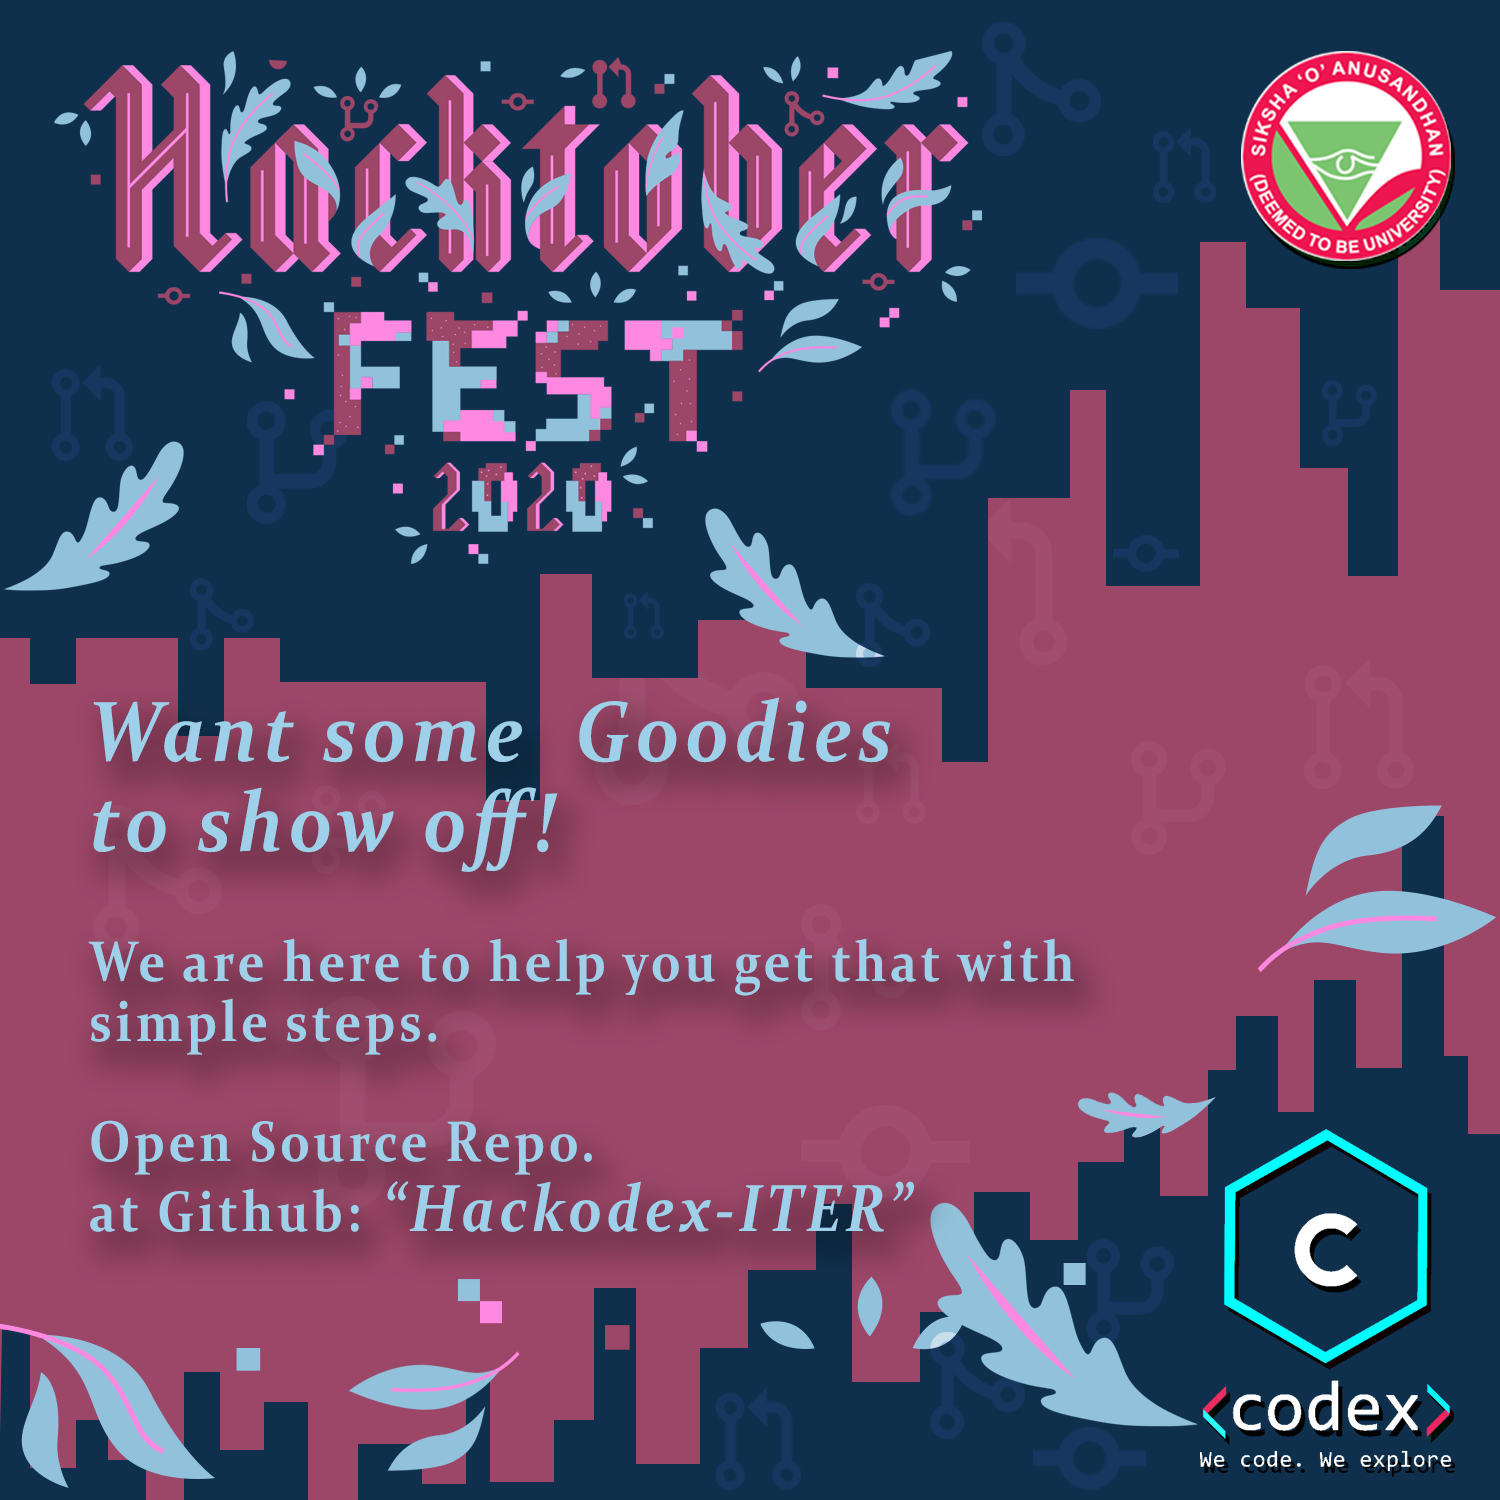 Hacktober
FEST
2020
SIKSHA 'O' ANUSANDHAN
(DEEMED TO BE UNIVERSITY)
Want some Goodies
to show off!
We are here to help you get that with
simple steps.
Open Source Repo.
at Github: “Hackodex-ITER”
C
<codex>
We code. We explore